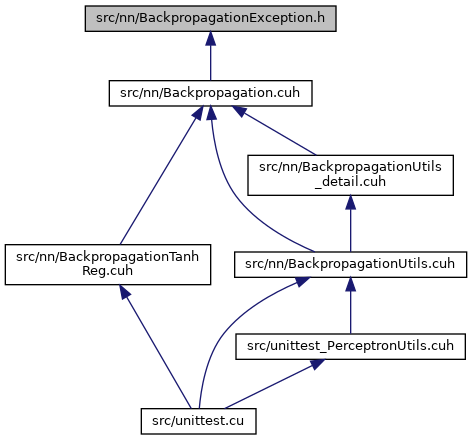 src/nn/BackpropagationException.h
src/nn/Backpropagation.cuh
src/nn/BackpropagationUtils
_detail.cuh
src/nn/BackpropagationTanh
Reg.cuh
src/nn/BackpropagationUtils.cuh
src/unittest_PerceptronUtils.cuh
src/unittest.cu